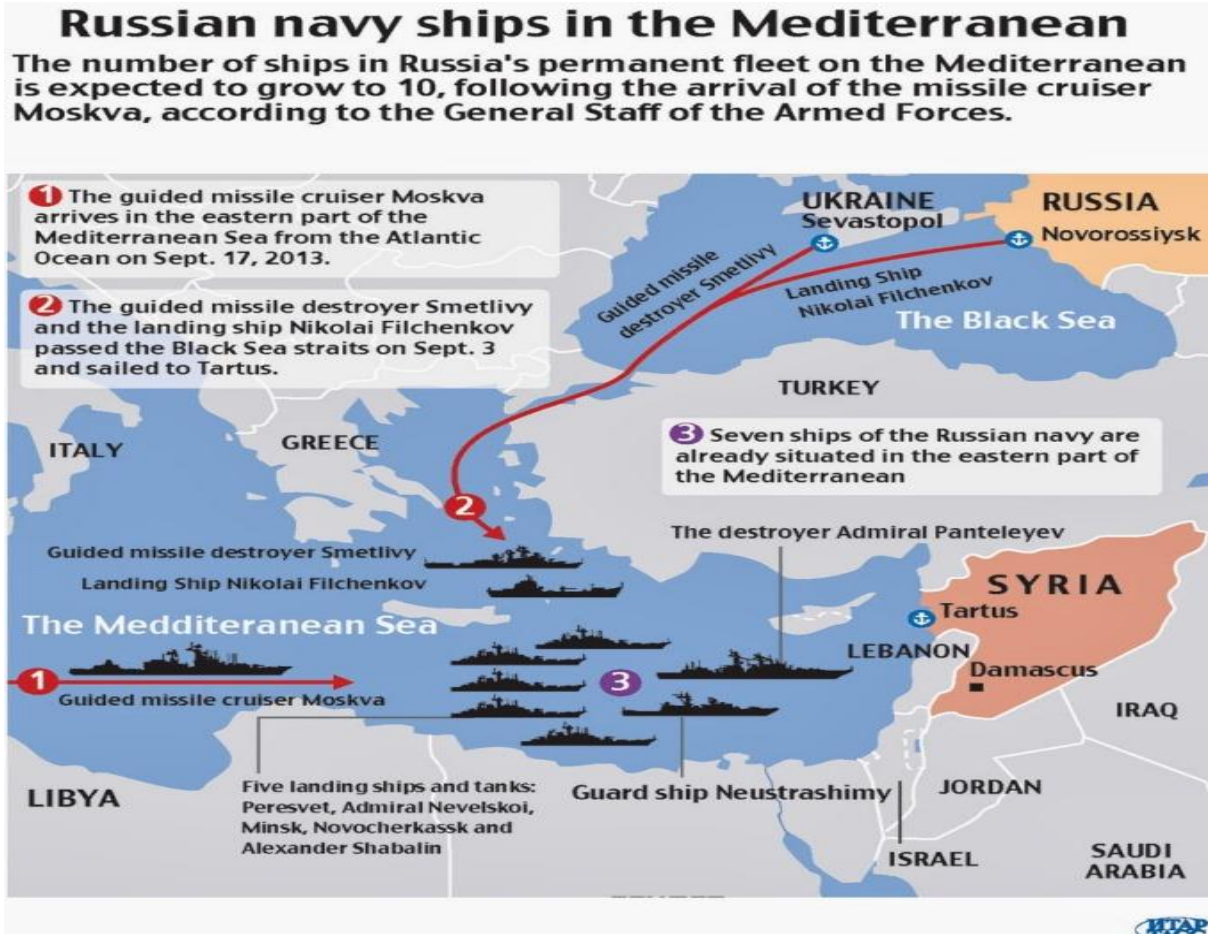 Russian navy ships in the Mediterranean
The number of ships in Russia's permanent fleet on the Mediterranean
is expected to grow to 10, following the arrival of the missile cruiser
Moskva, according to the General Staff of the Armed Forces.
1 The guided missile cruiser Moskva
arrives in the eastern part of the
Mediterranean Sea from the Atlantic
Ocean on Sept. 17, 2013.
2 The guided missile destroyer Smetlivy
and the landing ship Nikolai Filchenkov
passed the Black Sea straits on Sept. 3
and sailed to Tartus.
UKRAINE
Sevastopol
RUSSIA
Novorossiysk
Guided missile
destroyer Smetlivy
Landing Ship
Nikolai Filchenkov
The Black Sea
TURKEY
ITALY
GREECE
3 Seven ships of the Russian navy are
already situated in the eastern part of
the Mediterranean
2
The destroyer Admiral Panteleyev
Guided missile destroyer Smetlivy
Landing Ship Nikolai Filchenkov
SYRIA
Tartus
The Medditeranean Sea
LEBANON
Damascus
1
3
Guided missile cruiser Moskva
IRAQ
LIBYA
Five landing ships and tanks:
Peresvet, Admiral Nevelskoi,
Minsk, Novocherkassk and
Alexander Shabalin
Guard ship Neustrashimy
JORDAN
ISRAEL
SAUDI
ARABIA
ИТАР